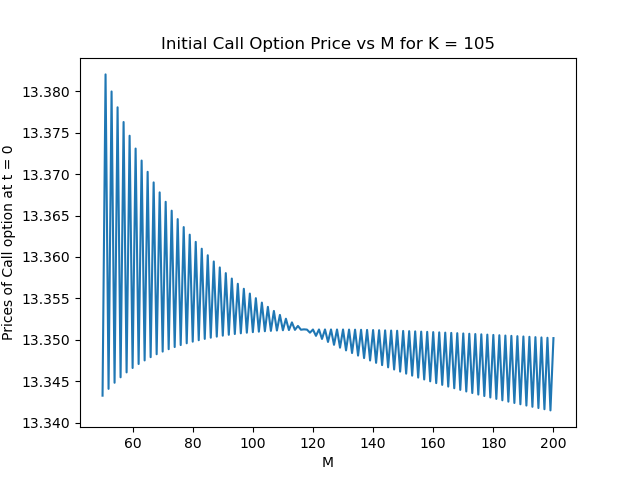 Initial Call Option Price vs M for K = 105
Prices of Call option at t = 0
13.380
13.375
13.370
13.365
13.360
13.355
13.350
13.345
13.340
60 80 100 120 140 160 180 200
M